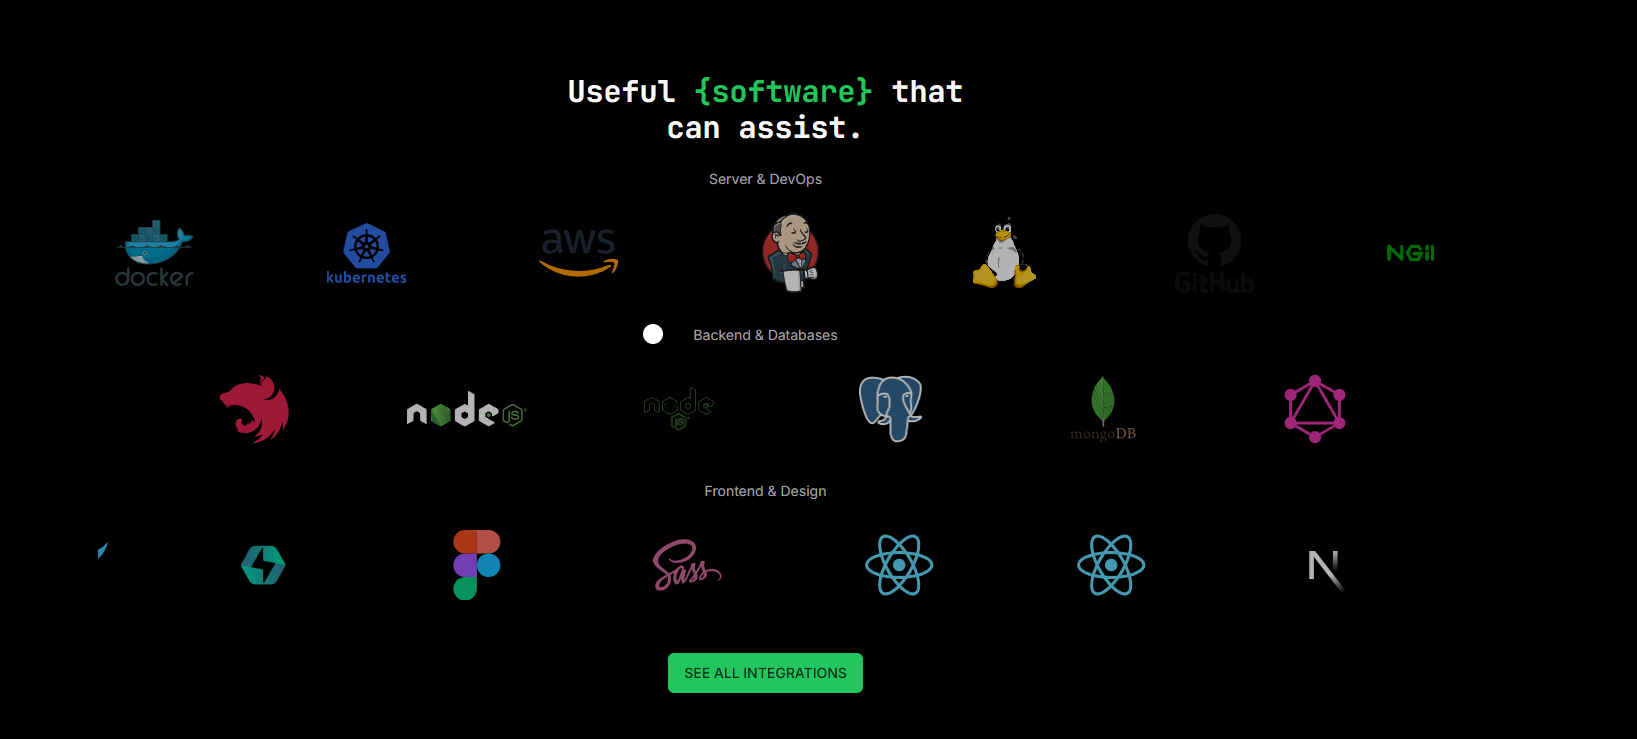 Useful {software} that
can assist.
Server & DevOps
docker
kubernetes
aws
GitHub
Backend & Databases
node
JS
node
JS
mongoDB
Frontend & Design
Sass
N
SEE ALL INTEGRATIONS